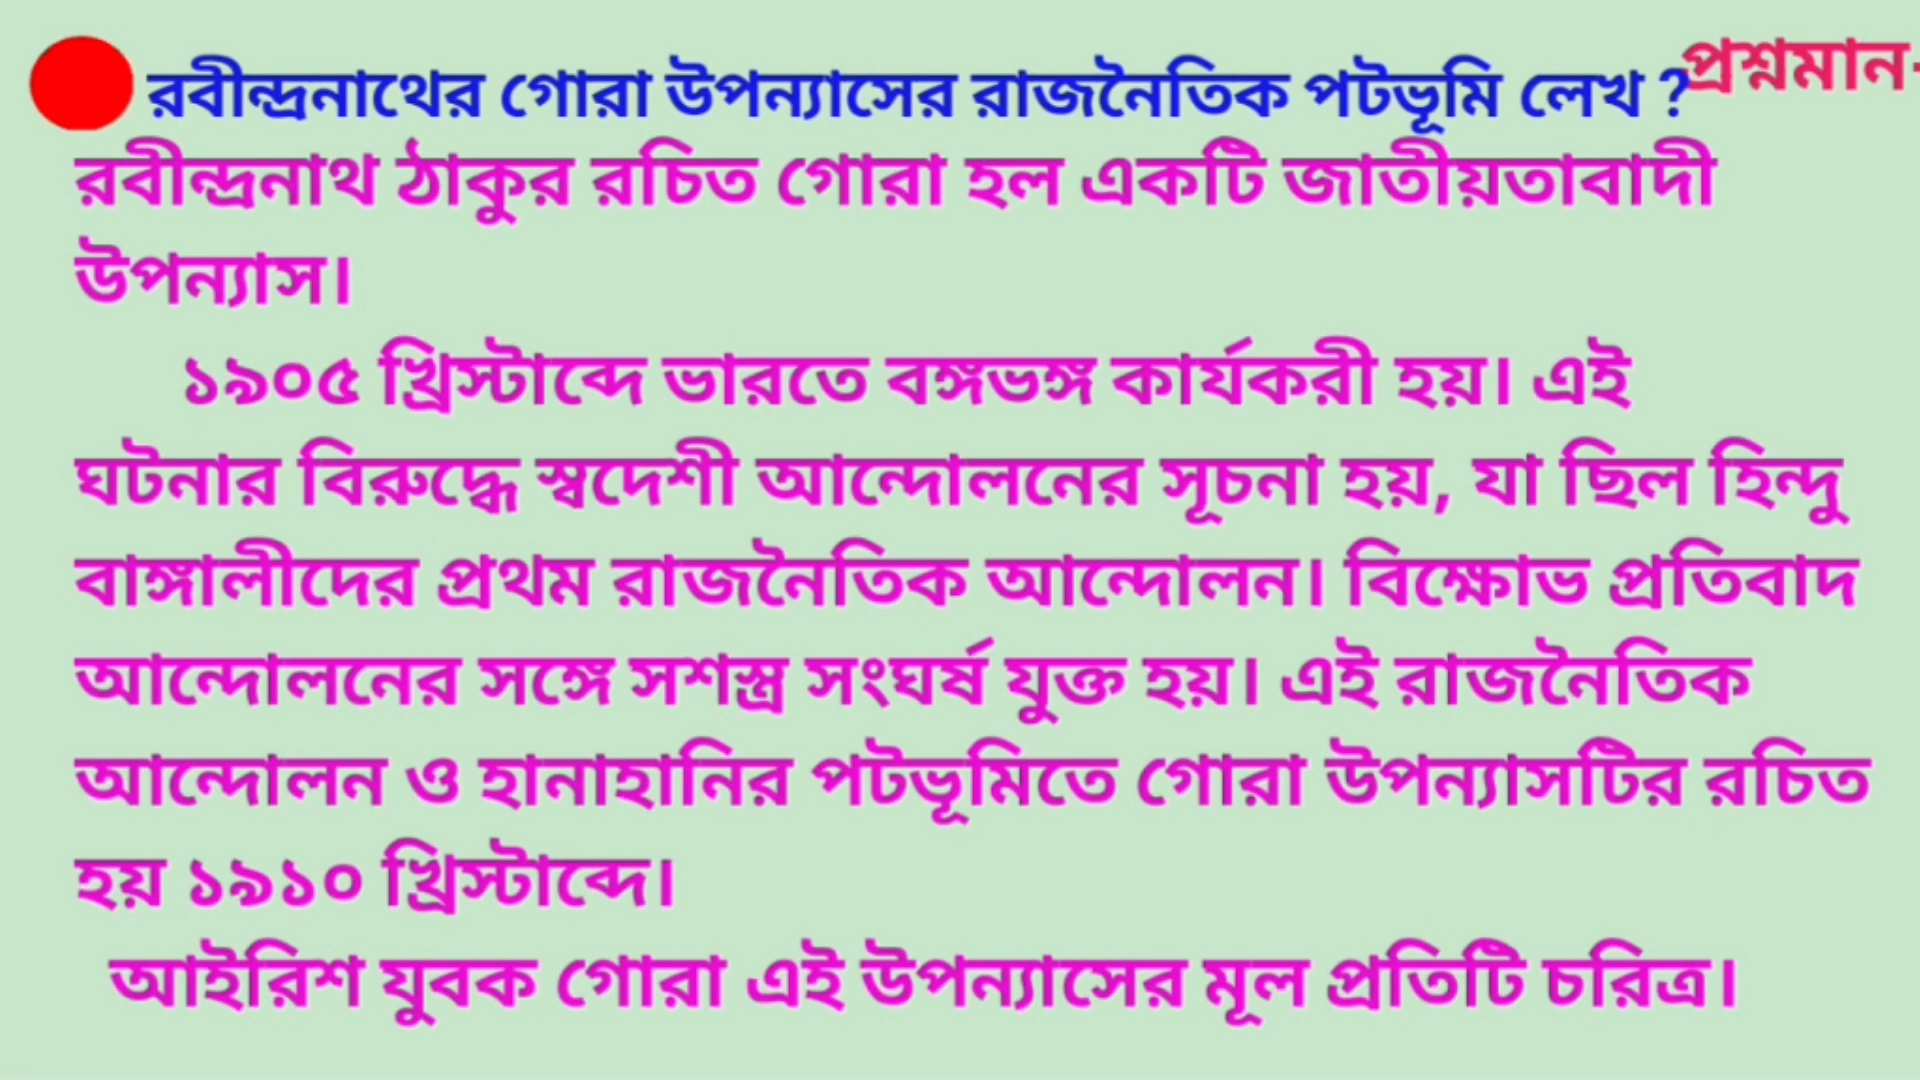 রবীন্দ্রনাথের গোরা উপন্যাসের রাজনৈতিক পটভূমি লেখ ? প্রশ্নমান-
রবীন্দ্রনাথ ঠাকুর রচিত গোরা হল একটি জাতীয়তাবাদী
উপন্যাস।
১৯০৫ খ্রিস্টাব্দে ভারতে বঙ্গভঙ্গ কার্যকরী হয়। এই
ঘটনার বিরুদ্ধে স্বদেশী আন্দোলনের সূচনা হয়, যা ছিল হিন্দু
বাঙ্গালীদের প্রথম রাজনৈতিক আন্দোলন। বিক্ষোভ প্রতিবাদ
আন্দোলনের সঙ্গে সশস্ত্র সংঘর্ষ যুক্ত হয়। এই রাজনৈতিক
আন্দোলন ও হানাহানির পটভূমিতে গোরা উপন্যাসটির রচিত
হয় ১৯১০ খ্রিস্টাব্দে।
আইরিশ যুবক গোরা এই উপন্যাসের মূল প্রতিটি চরিত্র।